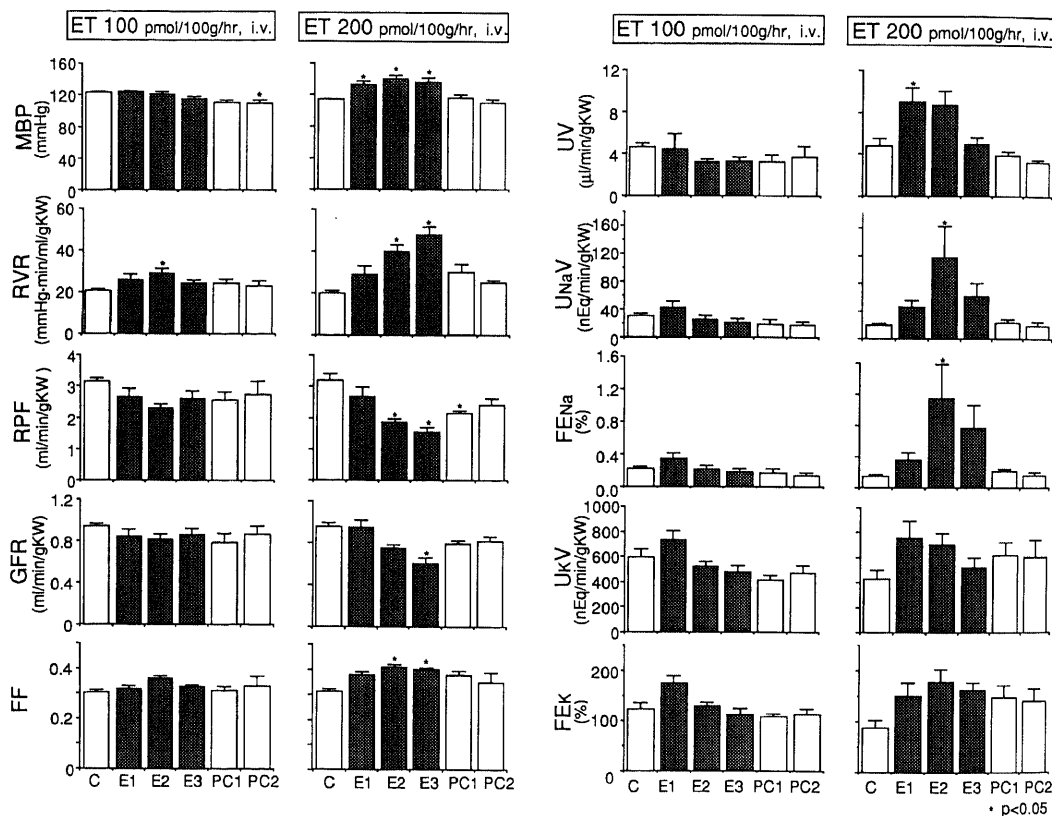 ET 100 pmol/100g/hr, i.v.
ET 200 pmol/100g/hr, i.v.
MBP
(mmHg)
160
120
80
40
0
RVR
(mmHg·min/ml/gKW)
60
40
20
0
RPF
(ml/min/gKW)
4
3
2
1
0
GFR
(ml/min/gKW)
1.2
0.8
0.4
0
FF
0.4
0.3
0.2
0.1
0
C E1 E2 E3 PC1 PC2
C E1 E2 E3 PC1 PC2
ET 100 pmol/100g/hr, i.v.
ET 200 pmol/100g/hr, i.v.
UV
(µl/min/gKW)
12
8
4
0
UNaV
(nEq/min/gKW)
160
120
80
40
0
FENa
(%)
1.6
1.2
0.8
0.4
0.0
UKV
(nEq/min/gKW)
1000
800
600
400
200
0
FEK
(%)
200
150
100
0
C E1 E2 E3 PC1 PC2
C E1 E2 E3 PC1 PC2
* p<0.05